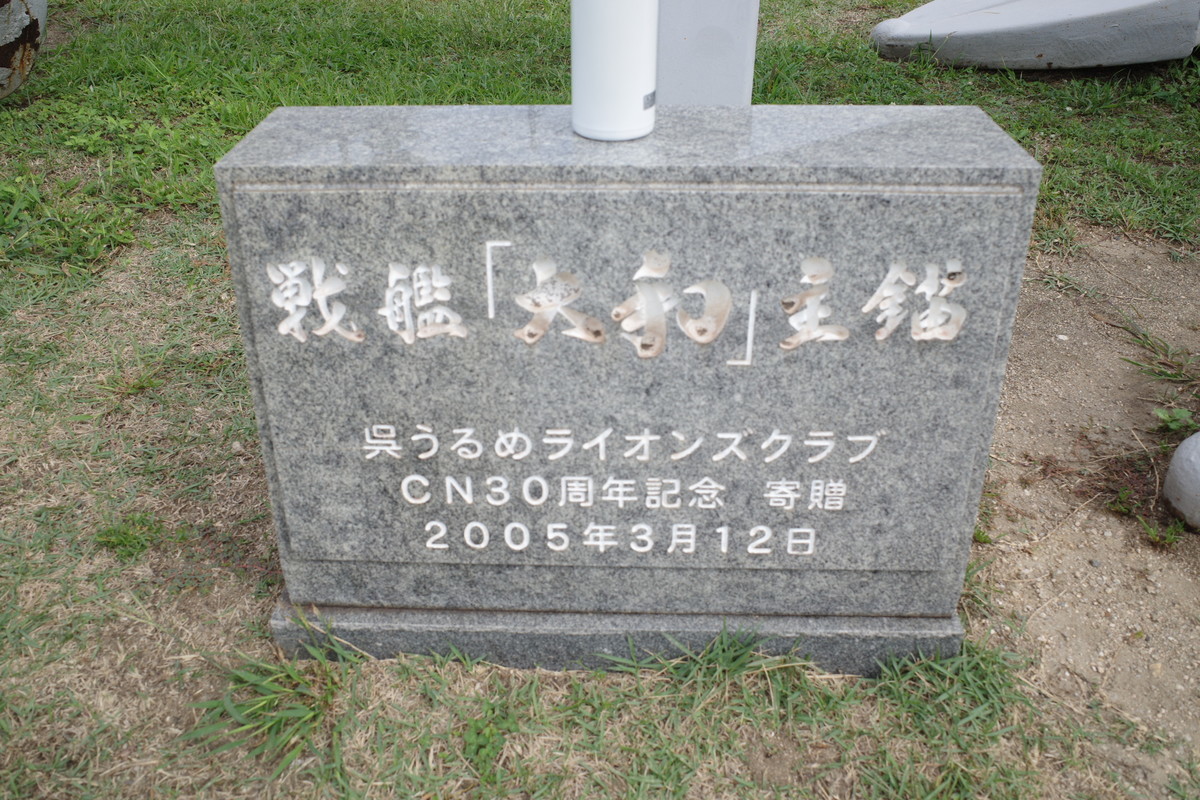 戦艦「大和」主錨
呉うるめライオンズクラブ
CN30周年記念 寄贈
2005年3月12日